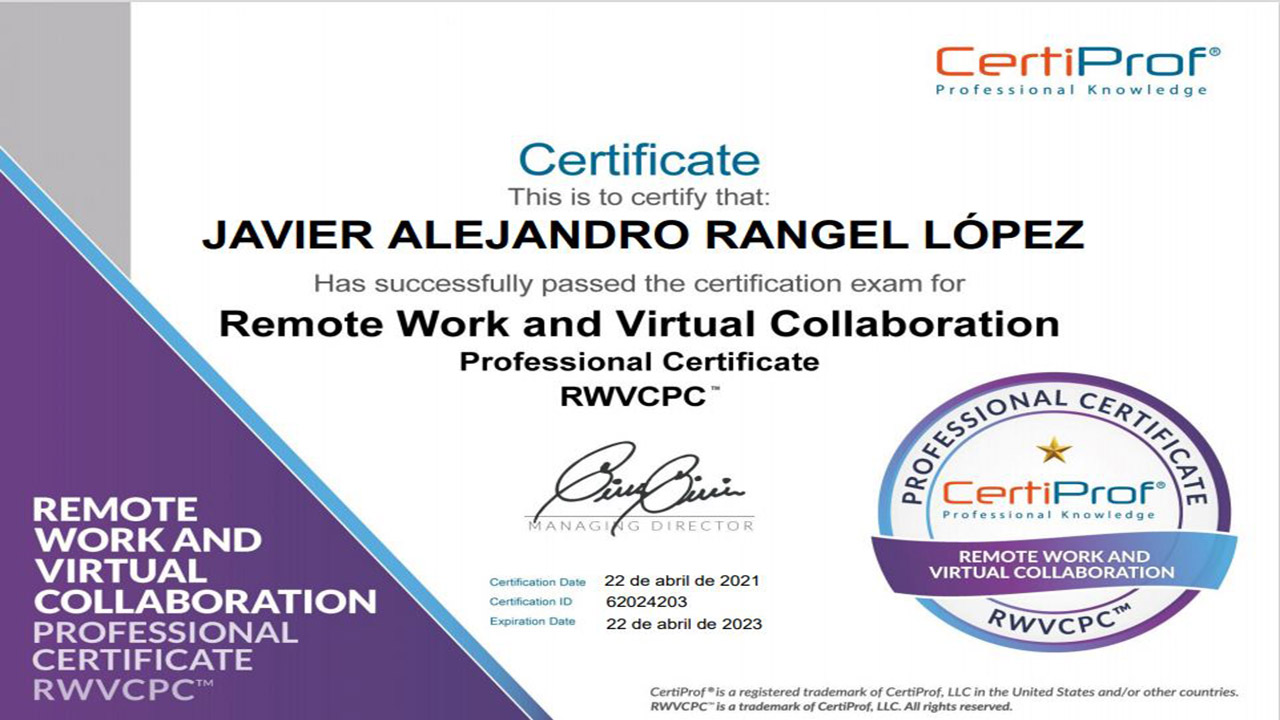 CertiProf®
Professional Knowledge
Certificate
This is to certify that:
JAVIER ALEJANDRO RANGEL LÓPEZ
Has successfully passed the certification exam for
Remote Work and Virtual Collaboration
Professional Certificate
RWVCPC™
MANAGING DIRECTOR
Certification Date 22 de abril de 2021
Certification ID 62024203
Expiration Date 22 de abril de 2023
REMOTE
WORK AND
VIRTUAL
COLLABORATION
PROFESSIONAL
CERTIFICATE
RWVCPC™
PROFESSIONAL CERTIFICATE
CertiProf®
Professional Knowledge
REMOTE WORK AND
VIRTUAL COLLABORATION
RWVCPC™
CertiProf® is a registered trademark of CertiProf, LLC in the United States and/or other countries.
RWVCPC™ is a trademark of CertiProf, LLC. All rights reserved.